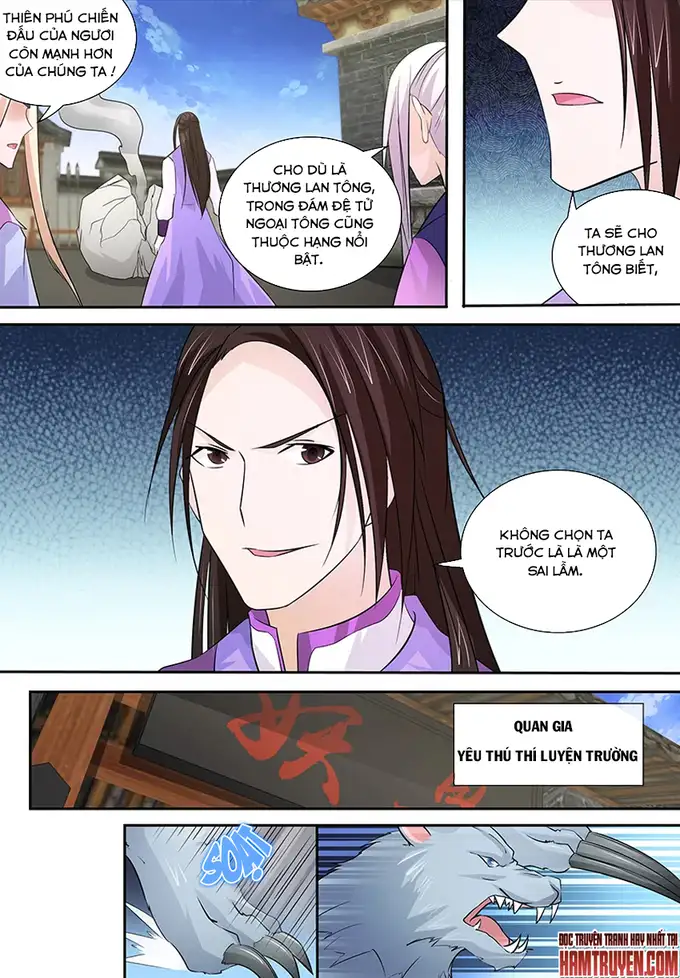 THIÊN PHÚ CHIẾN
ĐẤU CỦA NGƯƠI
CÒN MẠNH HƠN
CỦA CHÚNG TA !
CHO DÙ LÀ
THƯƠNG LAN TÔNG,
TRONG ĐÁM ĐỆ TỬ
NGOẠI TÔNG CŨNG
THUỘC HẠNG NỔI
BẬT.
TA SẼ CHO
THƯƠNG LAN
TÔNG BIẾT,
KHÔNG CHỌN TA
TRƯỚC LÀ LÀ MỘT
SAI LẦM.
QUAN GIA
YÊU THÚ THÍ LUYỆN TRƯỜNG
妖
SOẠT
ĐỌC TRUYỆN TRANH HAY NHẤT TẠI
HAMTRUYEN.COM